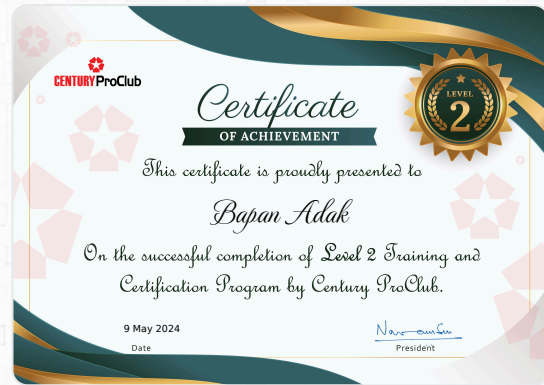 CENTURY ProClub
Certificate
OF ACHIEVEMENT
LEVEL
2
This certificate is proudly presented to
Bapan Adak
On the successful completion of Level 2 Training and
Certification Program by Century ProClub.
9 May 2024
Date
President